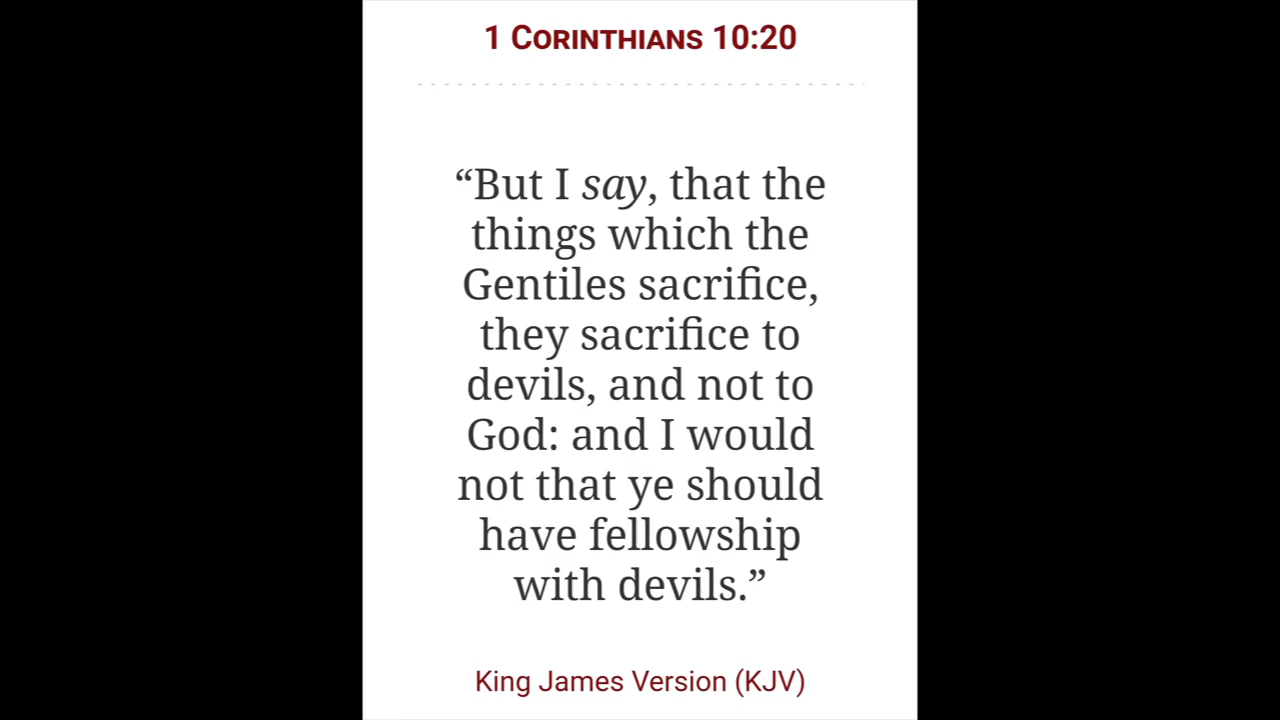 1 Corinthians 10:20
“But I say, that the
things which the
Gentiles sacrifice,
they sacrifice to
devils, and not to
God: and I would
not that ye should
have fellowship
with devils.”
King James Version (KJV)